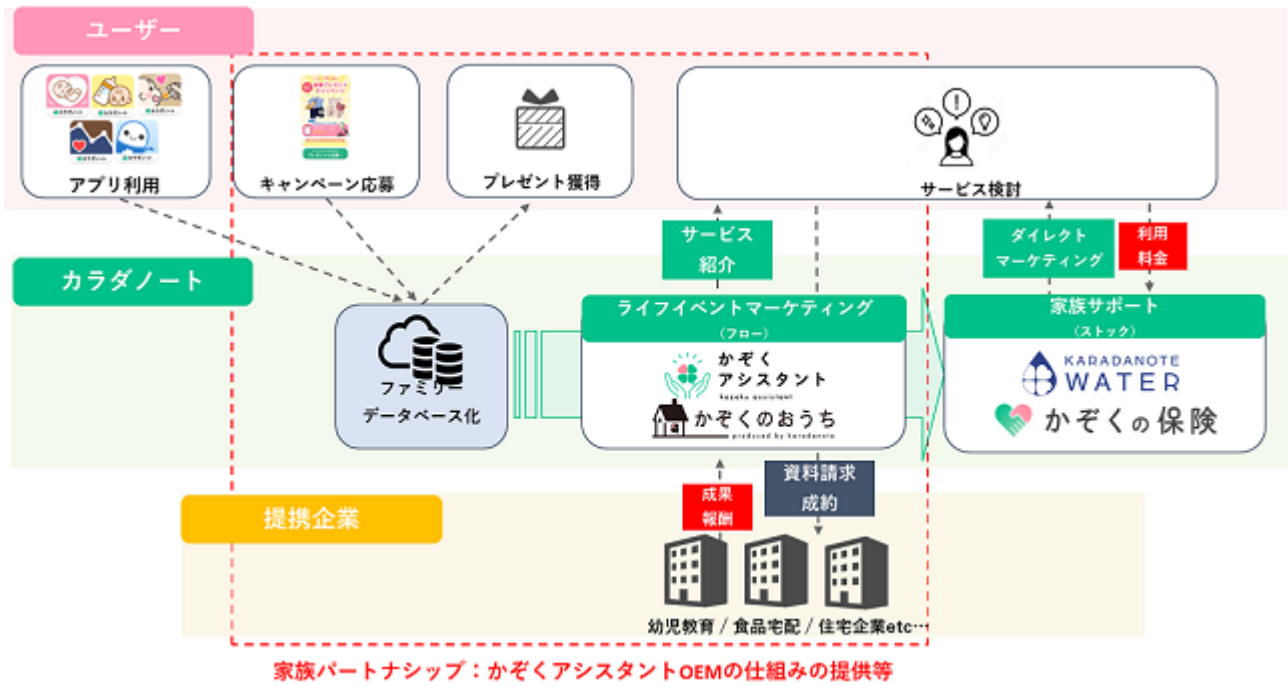 ユーザー
アプリ利用
キャンペーン応募
プレゼント獲得
サービス検討
サービス
紹介
ダイレクト
マーケティング
利用
料金
カラダノート
ファミリー
データベース化
ライフイベントマーケティング
（フロー）
かぞく
アシスタント
kazoku assistant
かぞくのおうち
produced by karadanote
家族サポート
（ストック）
KARADANOTE
WATER
かぞくの保険
成果
報酬
資料請求
成約
提携企業
幼児教育 / 食品宅配 / 住宅企業etc…
家族パートナシップ：かぞくアシスタントOEMの仕組みの提供等